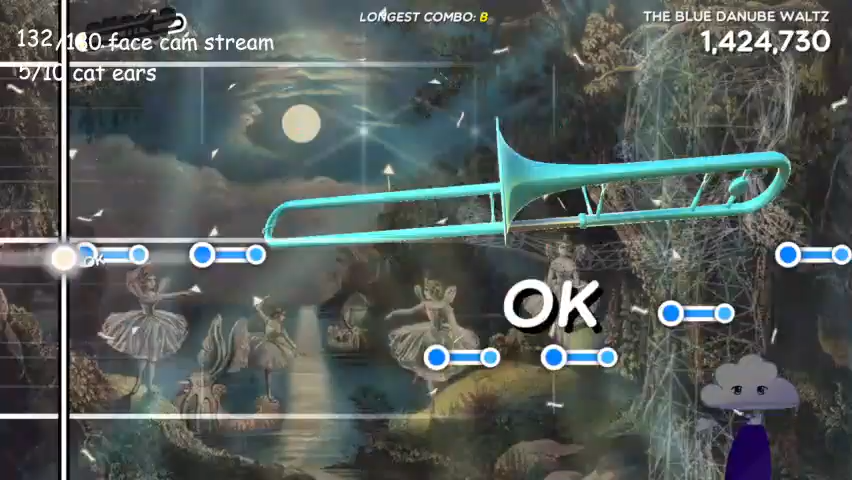 LONGEST COMBO: 8
THE BLUE DANUBE WALTZ
1,424,730
132/160 face cam stream
5/10 cat ears
OK
OK